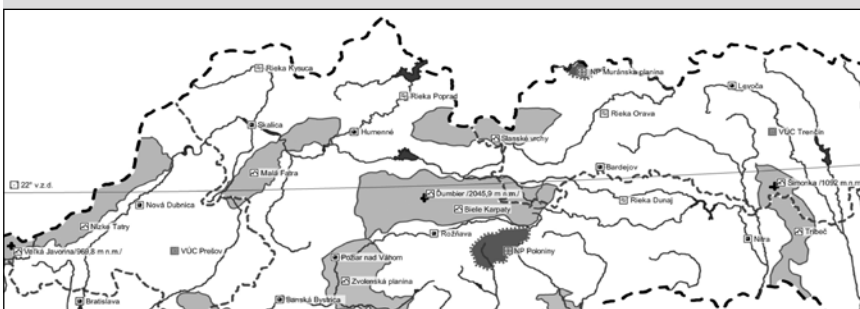 Rieka Kysuca
NP Muránska planina
Levoča
Rieka Poprad
Rieka Orava
Skalica
Humenné
VÚC Trenčín
Slanské vrchy
Bardejov
Malá Fatra
22° v.z.d.
Šimonka /1092 m n.m.
Ďumbier /2045,9 m n.m./
Rieka Dunaj
Nová Dubnica
Biele Karpaty
Nízke Tatry
Rožňava
Tríbeč
Nitra
Veľká Javorina/969,8 m n.m./
VÚC Prešov
NP Poloniny
Požiar nad Váhom
Zvolenská planina
Bratislava
Banská Bystrica